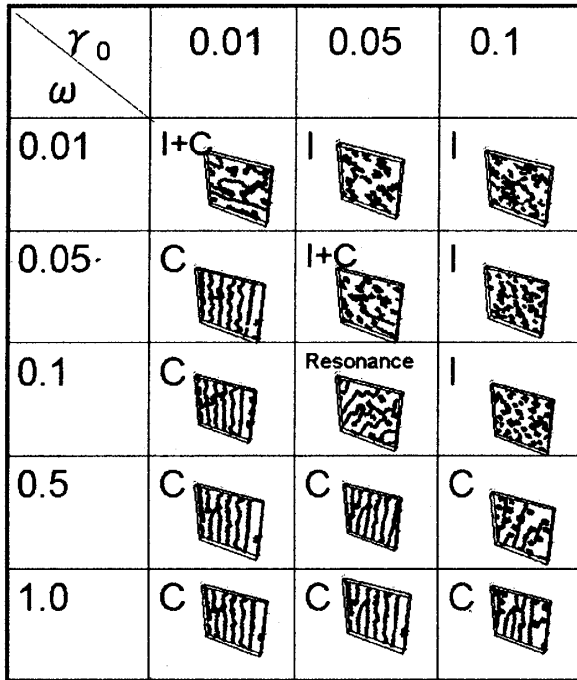 γ₀ 0.01 0.05 0.1
ω
0.01 I+C I I
0.05 C I+C I
0.1 C Resonance I
0.5 C C C
1.0 C C C